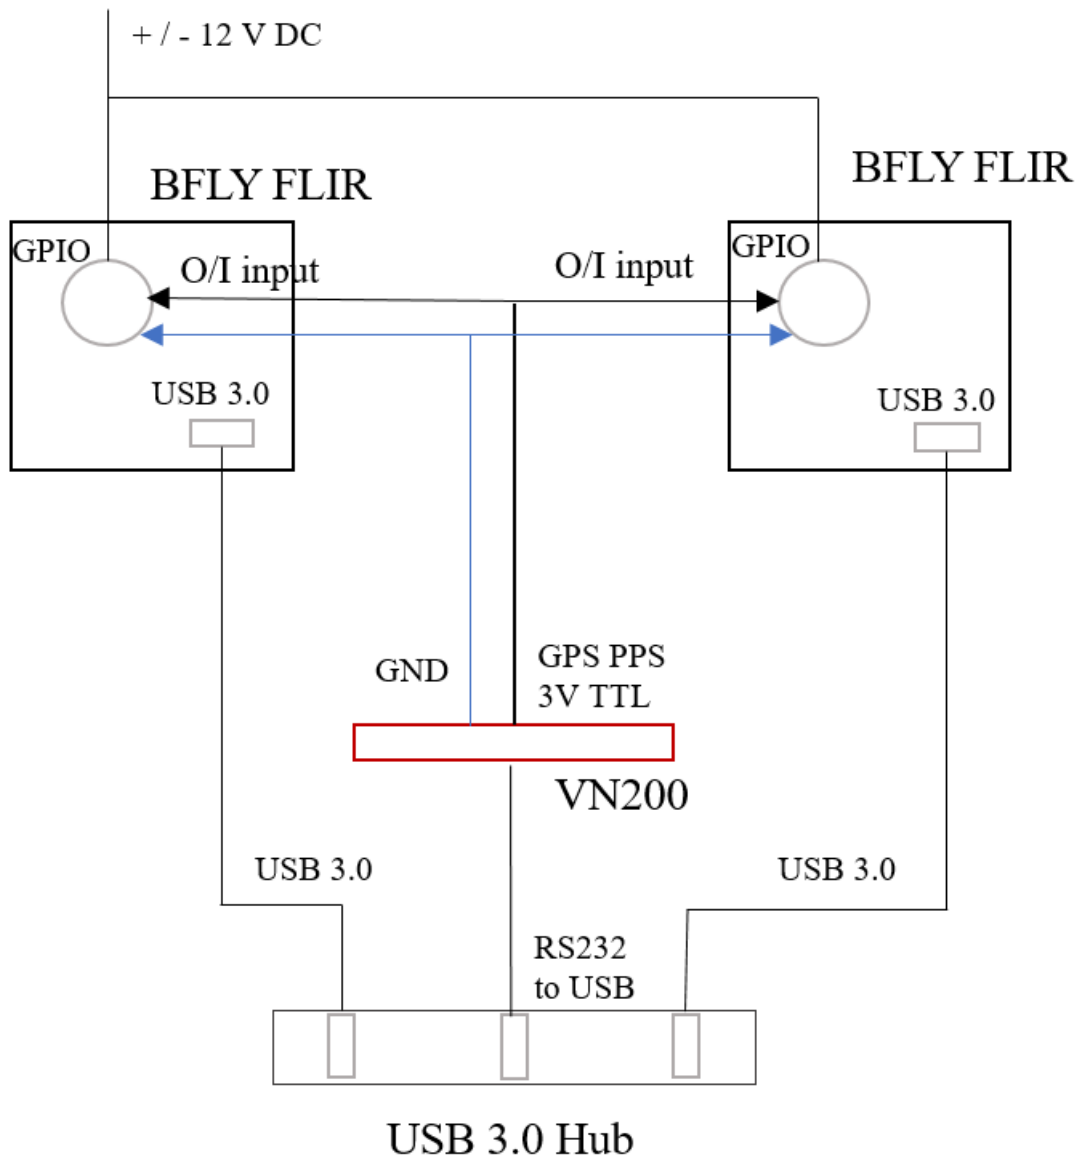 + / - 12 V DC
BFLY FLIR
BFLY FLIR
GPIO
O/I input
O/I input
GPIO
USB 3.0
USB 3.0
GND
GPS PPS
3V TTL
VN200
USB 3.0
USB 3.0
RS232
to USB
USB 3.0 Hub